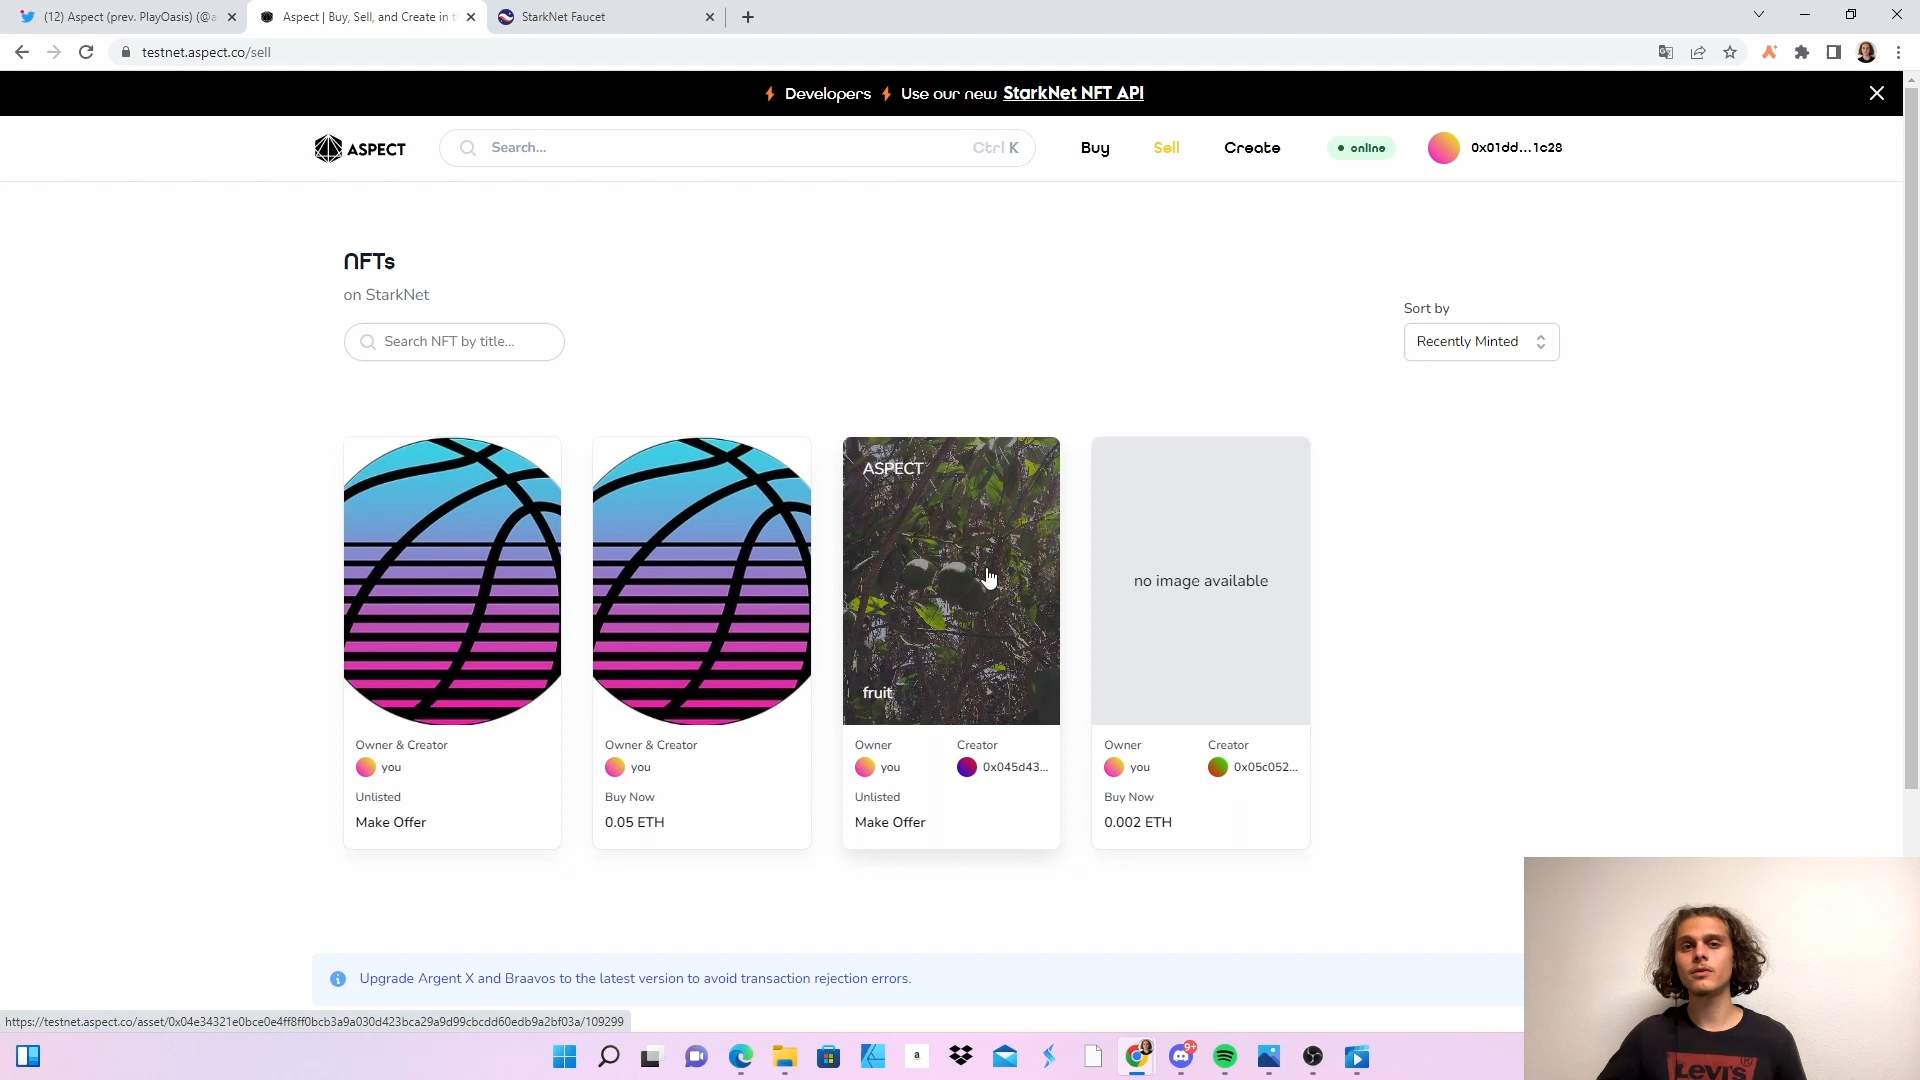 (12) Aspect (prev. PlayOasis) (@a
Aspect | Buy, Sell, and Create in t
StarkNet Faucet
testnet.aspect.co/sell
Developers Use our new StarkNet NFT API
ASPECT
Search...
Ctrl K
Buy
Sell
Create
online
0x01dd...1c28
NFTs
on StarkNet
Search NFT by title...
Sort by
Recently Minted
ASPECT
fruit
no image available
Owner & Creator
you
Unlisted
Make Offer
Owner & Creator
you
Buy Now
0.05 ETH
Owner
you
Creator
0x045d43...
Unlisted
Make Offer
Owner
you
Creator
0x05c052...
Buy Now
0.002 ETH
Upgrade Argent X and Braavos to the latest version to avoid transaction rejection errors.
https://testnet.aspect.co/asset/0x04e34321e0bce0e4ff8ff0bcb3a9a030d423bca29a9d99cbcdd60edb9a2bf03a/109299
a
9+
LEVI'S